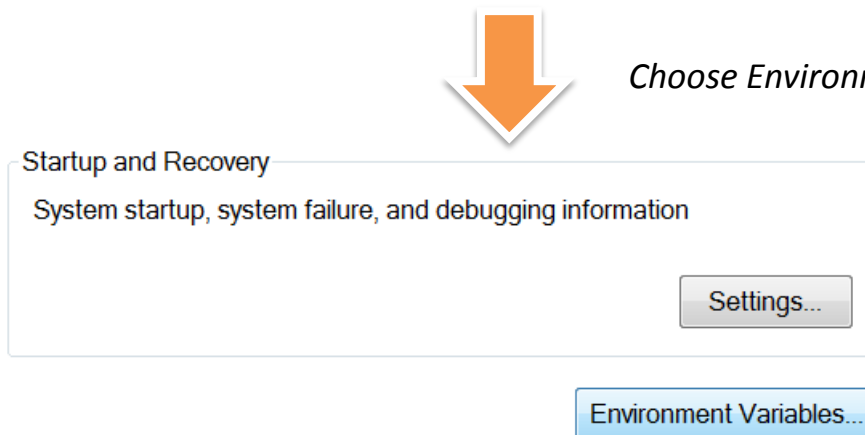 Choose
Startup and Recovery
System startup, system failure, and debugging information
Settings...
Environment Variables...